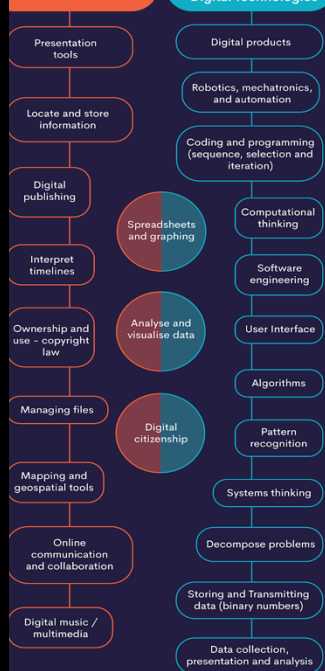 Digital Technologies
Presentation
tools
Locate and store
information
Digital
publishing
Interpret
timelines
Ownership and
use - copyright
law
Managing files
Mapping and
geospatial tools
Online
communication
and collaboration
Digital music /
multimedia
Spreadsheets
and graphing
Analyse and
visualise data
Digital
citizenship
Digital products
Robotics, mechatronics,
and automation
Coding and programming
(sequence, selection and
iteration)
Computational
thinking
Software
engineering
User Interface
Algorithms
Pattern
recognition
Systems thinking
Decompose problems
Storing and Transmitting
data (binary numbers)
Data collection,
presentation and analysis